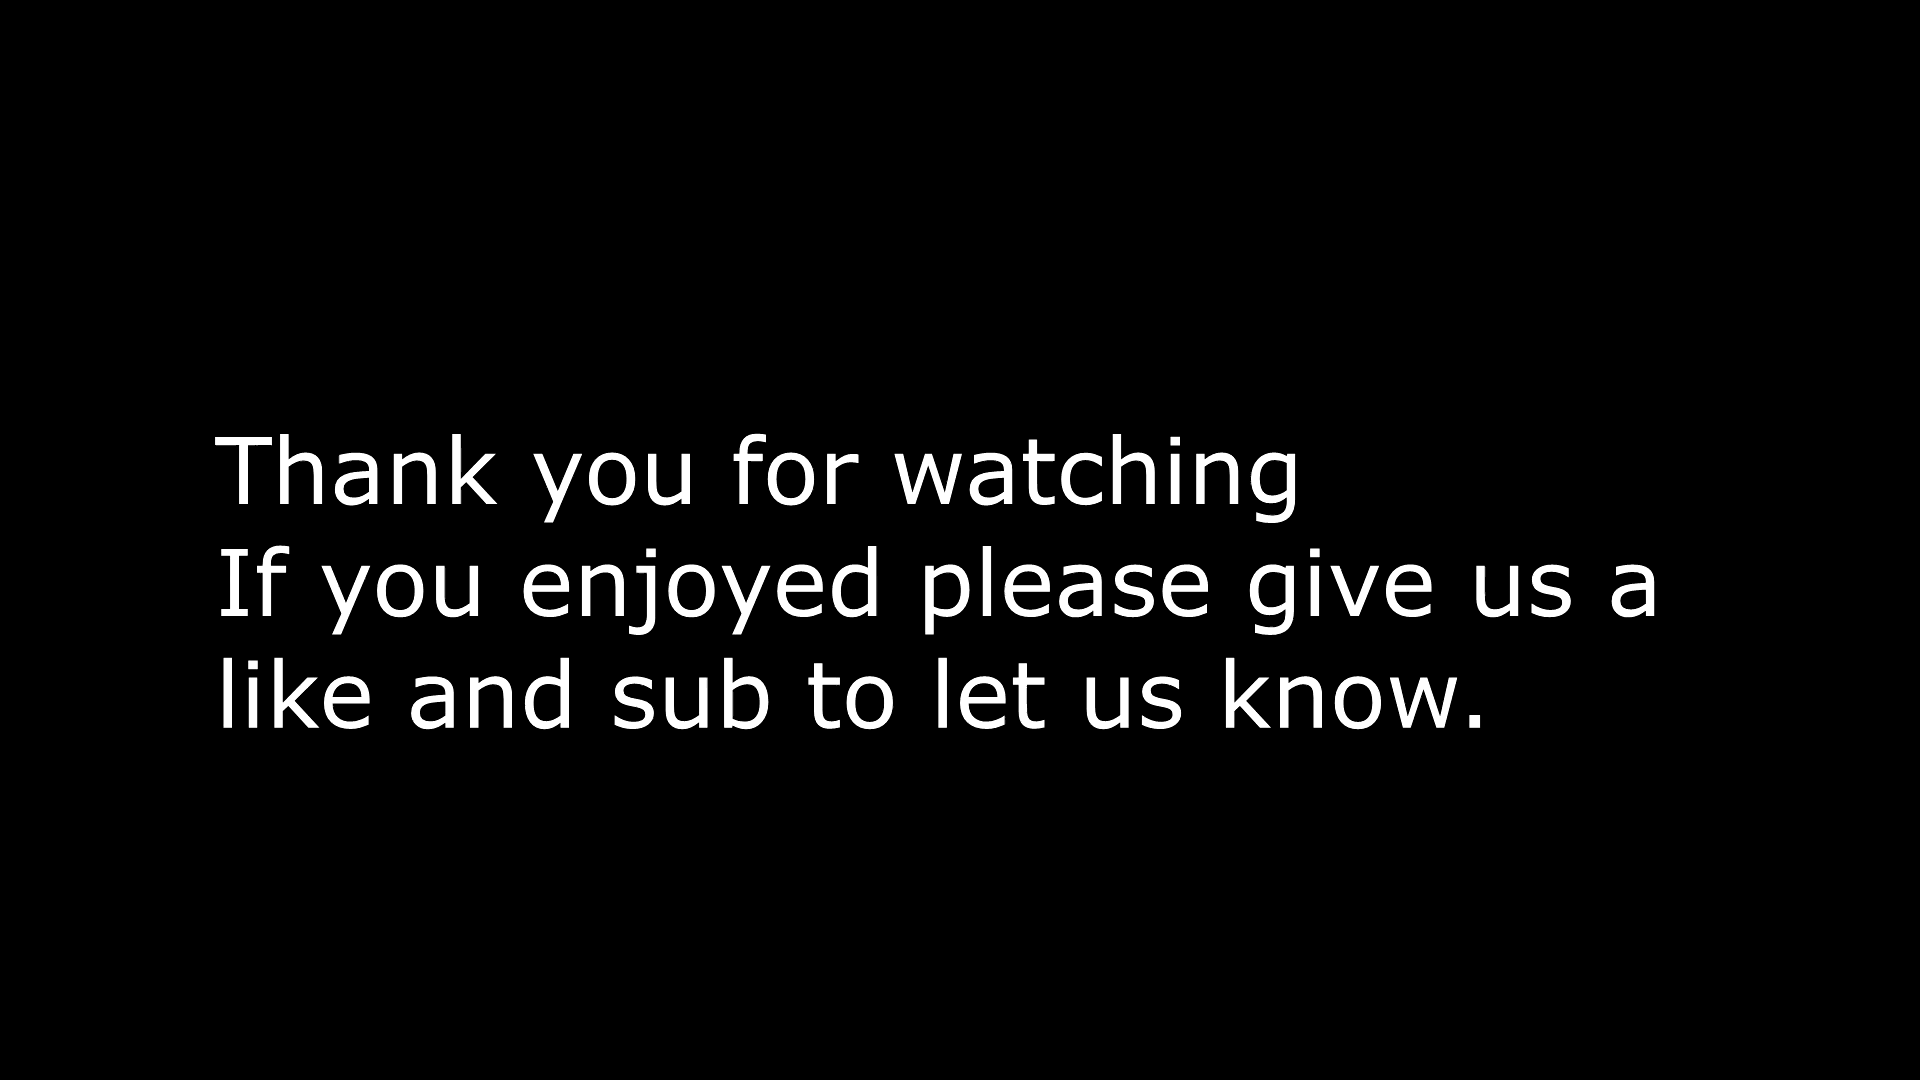 Thank you for watching
If you enjoyed please give us a
like and sub to let us know.